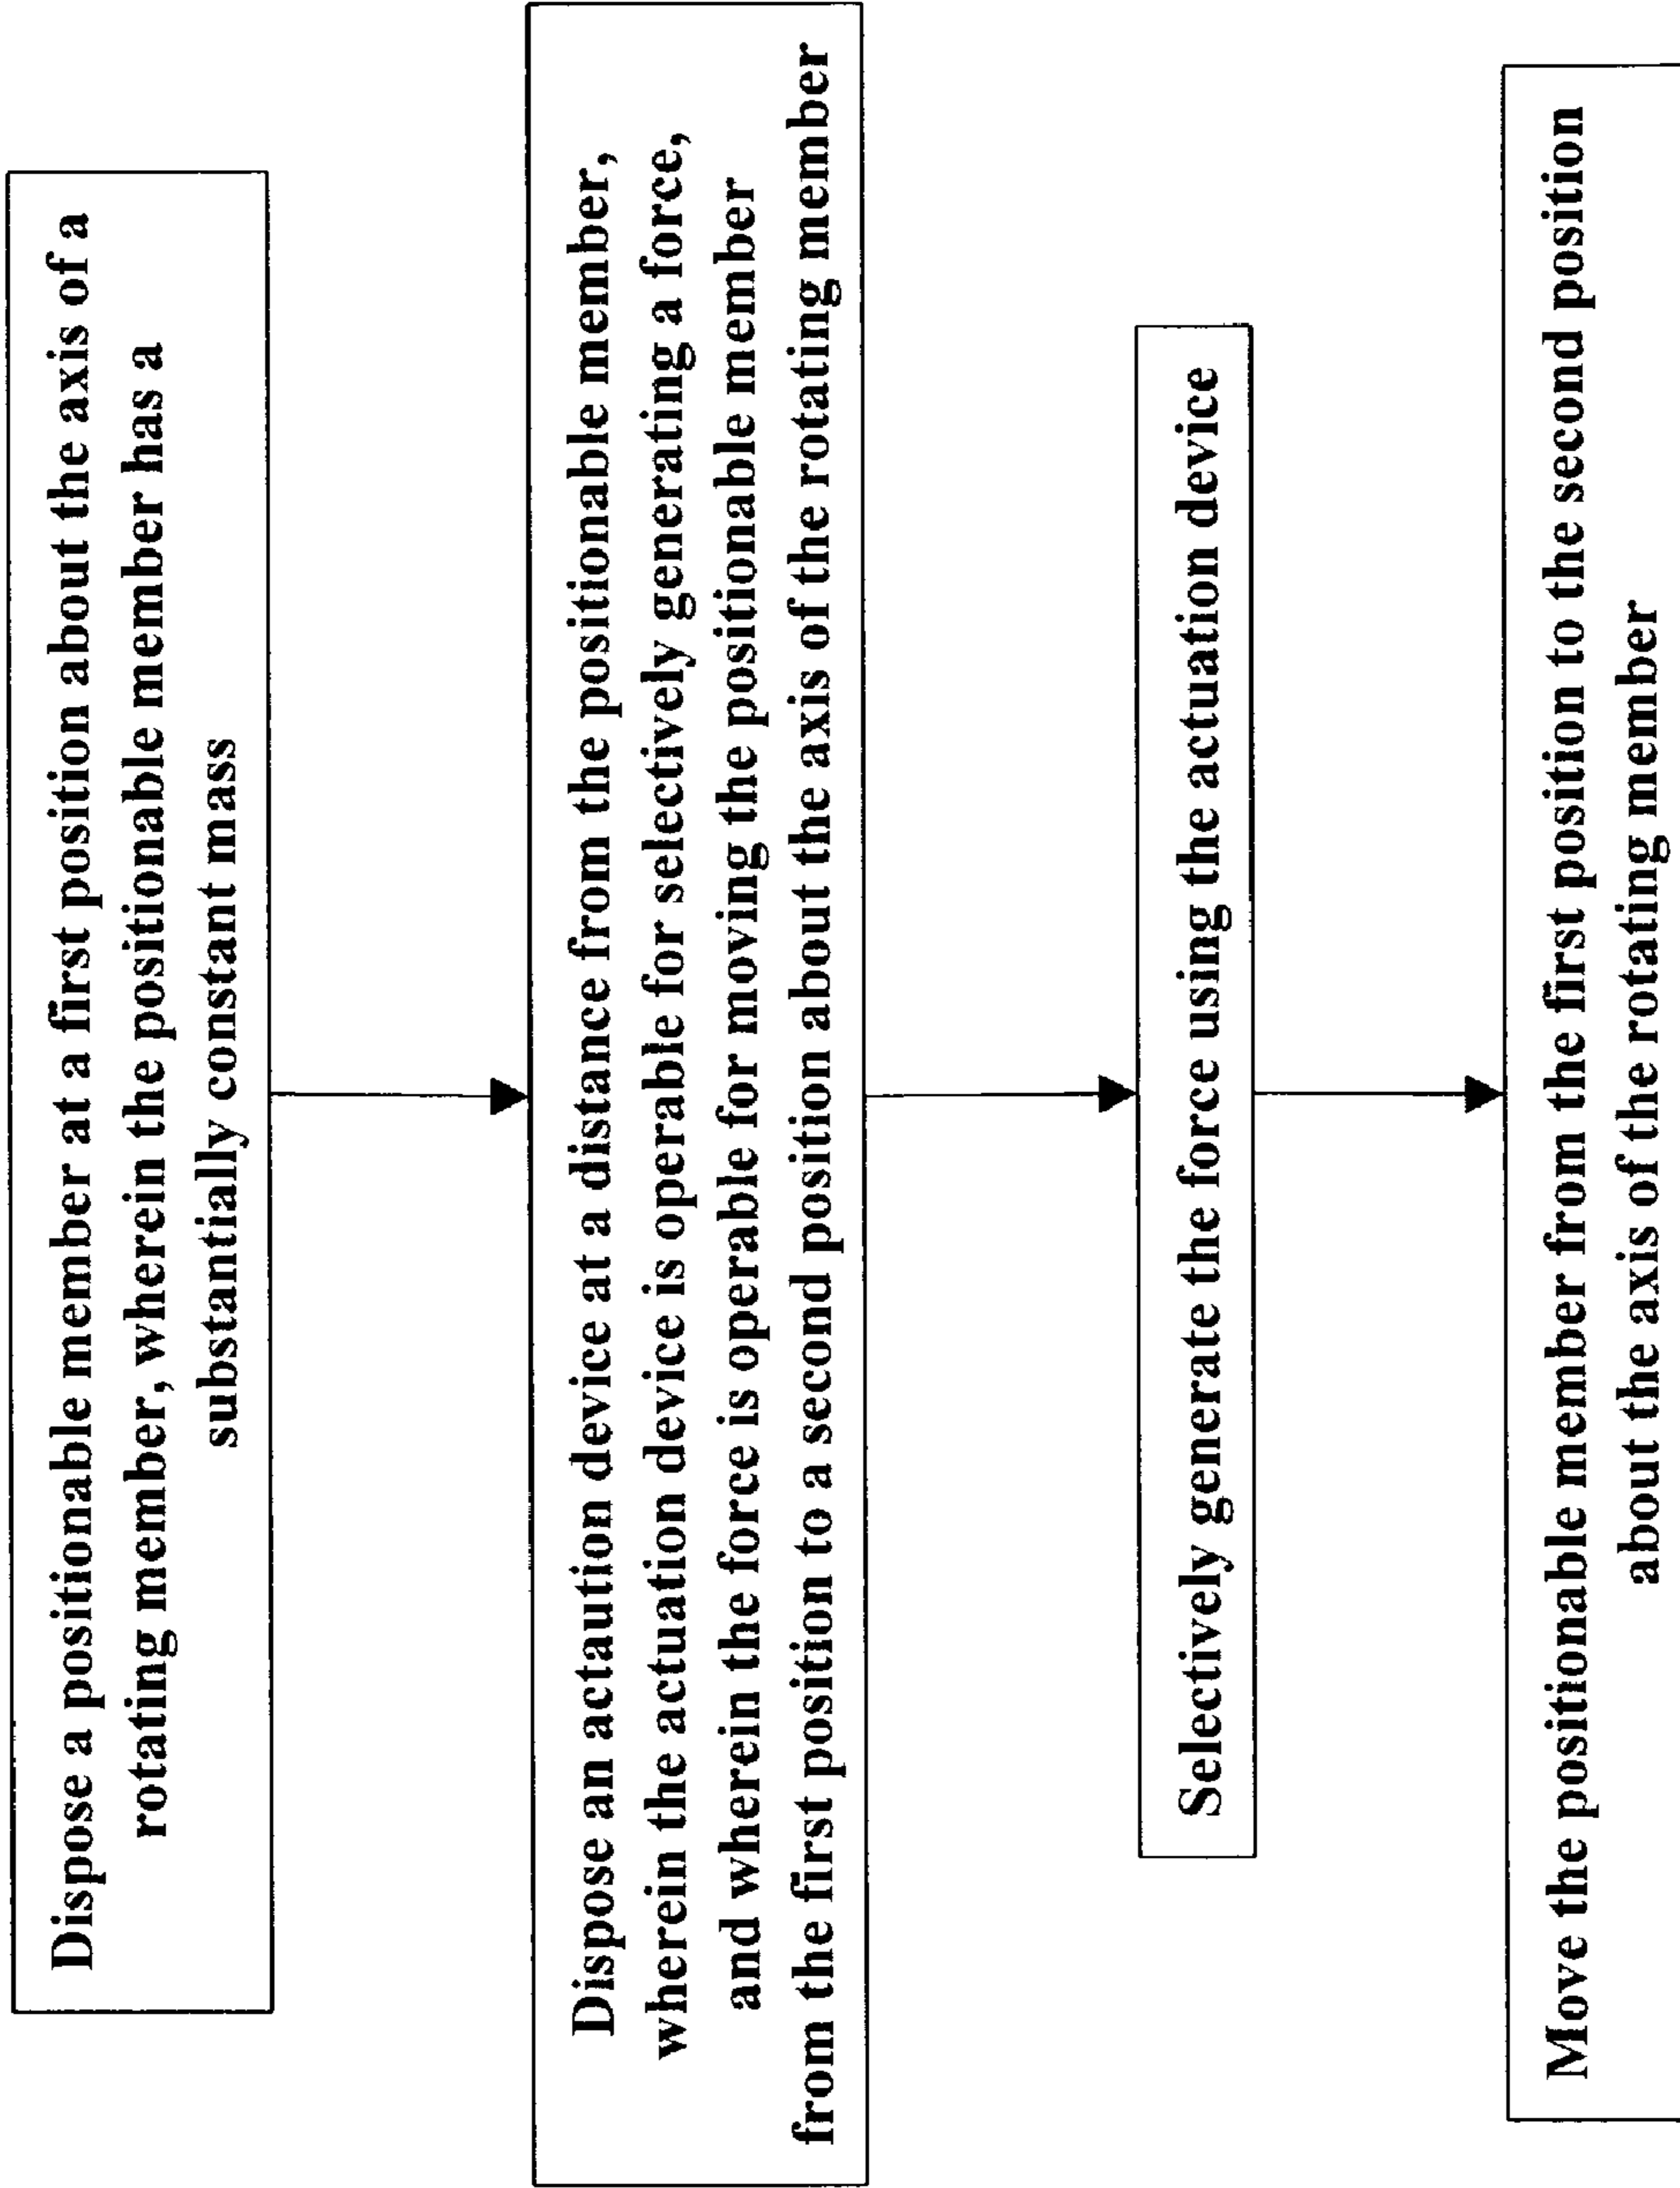 Dispose a positionable member at a first position about the axis of a
rotating member, wherein the positionable member has a
substantially constant mass
Dispose an actaution device at a distance from the positionable member,
wherein the actuation device is operable for selectively generating a force,
and wherein the force is operable for moving the positionable member
from the first position to a second position about the axis of the rotating member
Selectively generate the force using the actuation device
Move the positionable member from the first position to the second position
about the axis of the rotating member